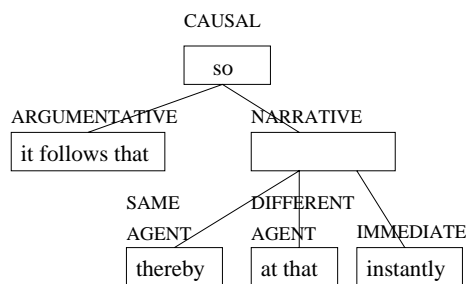 CAUSAL
so
ARGUMENTATIVE
NARRATIVE
it follows that
SAME
DIFFERENT
AGENT
AGENT
IMMEDIATE
thereby
at that
instantly